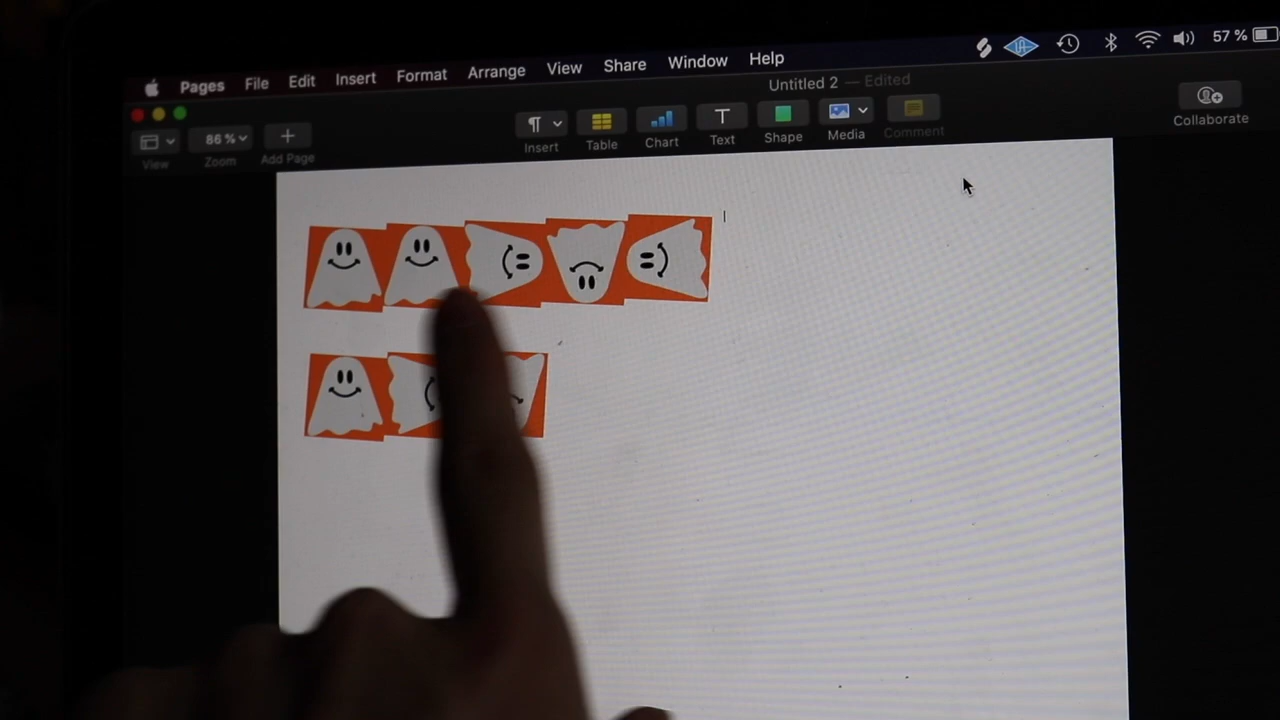 Pages File Edit Insert Format Arrange View Share Window Help 57 %
Untitled 2 — Edited
86 %
View Zoom Add Page Insert Table Chart Text Shape Media Comment Collaborate